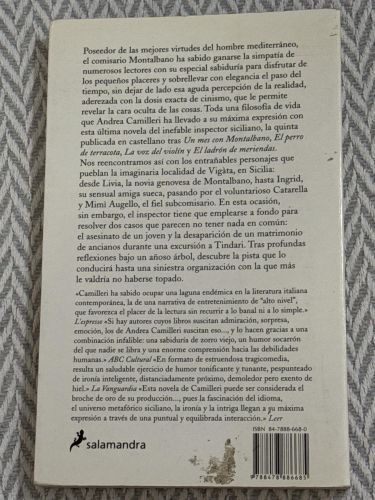 Poseedor de las mejores virtudes del hombre mediterráneo,
el comisario Montalbano ha sabido ganarse la simpatía de
numerosos lectores con su especial sabiduría para disfrutar de
los pequeños placeres y sobrellevar con elegancia el paso del
tiempo, sin dejar de lado esa aguda percepción de la realidad,
aderezada con la dosis exacta de cinismo, que le permite
revelar la cara oculta de las cosas. Toda una filosofía de vida
que Andrea Camilleri ha llevado a su máxima expresión con
esta última novela del inefable inspector siciliano, la quinta
publicada en castellano tras Un mes con Montalbano, El perro
de terracota, La voz del violín y El ladrón de meriendas.
Nos reencontramos así con los entrañables personajes que
pueblan la imaginaria localidad de Vigàta, en Sicilia:
desde Livia, la novia genovesa de Montalbano, hasta Ingrid,
su sensual amiga sueca, pasando por el voluntarioso Catarella
y Mimì Augello, el fiel subcomisario. En esta ocasión,
sin embargo, el inspector tiene que emplearse a fondo para
resolver dos casos que parecen no tener nada en común:
el asesinato de un joven y la desaparición de un matrimonio
de ancianos durante una excursión a Tindari. Tras profundas
reflexiones bajo un añoso árbol, descubre la pista que lo
conducirá hasta una siniestra organización con la que más
le valdría no haberse topado.
«Camilleri ha sabido ocupar una laguna endémica en la literatura italiana
contemporánea, la de una narrativa de entretenimiento de “alto nivel”,
que favorezca el placer de la lectura sin recurrir a lo banal ni a lo simple.»
L'espresso «Si hay autores cuyos libros suscitan admiración, sorpresa,
emoción, los de Andrea Camilleri suscitan eso..., y lo hacen gracias a una
combinación infalible: una sabiduría de zorro viejo, un humor socarrón
del que nadie se libra y una enorme comprensión hacia las debilidades
humanas.» ABC Cultural «En formato de estruendosa tragicomedia,
resulta un saludable ejercicio de humor tonificante y tunante, pespunteado
de ironía inteligente, distanciadamente próximo, demoledor pero exento de
hiel.» La Vanguardia «Esta novela de Camilleri puede ser considerada el
broche de oro de su producción..., pues la fascinación del idioma,
el universo metafórico siciliano, la ironía y la intriga llegan a su máxima
expresión a través de una puntual y equilibrada interacción.» Leer
ISBN 84-7888-668-0
salamandra
9788478886685